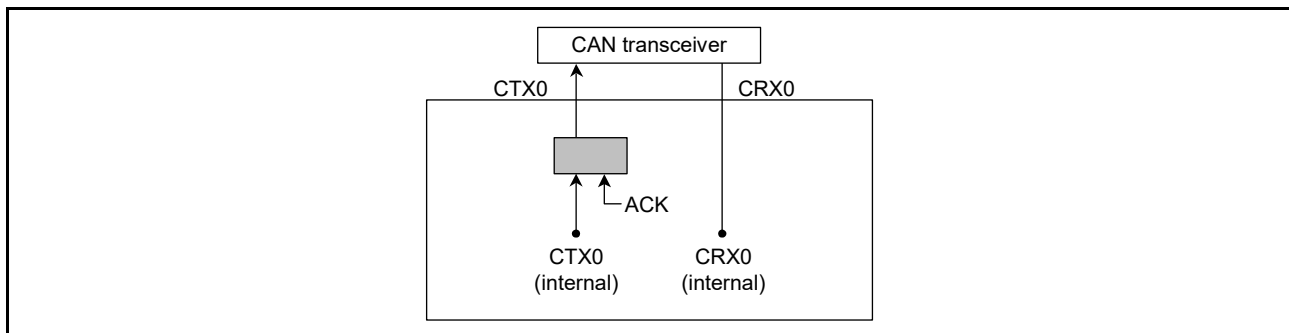 CAN transceiver
CTX0 CRX0
ACK
CTX0 CRX0
(internal) (internal)